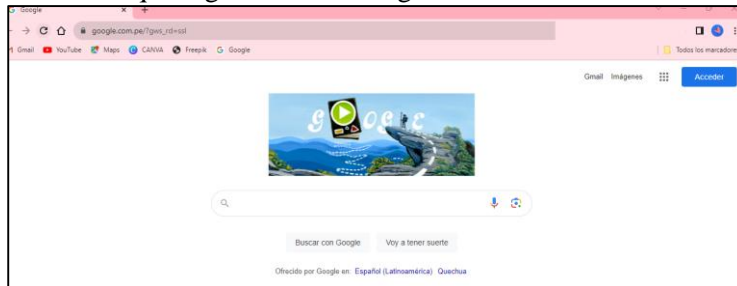 Google
google.com.pe/?gws_rd=ssl
Gmail YouTube Maps CANVA Freepik Google
Todos los marcadores
Gmail Imágenes Acceder
GOOGLE
Buscar con Google Voy a tener suerte
Ofrecido por Google en: Español (Latinoamérica) Quechua